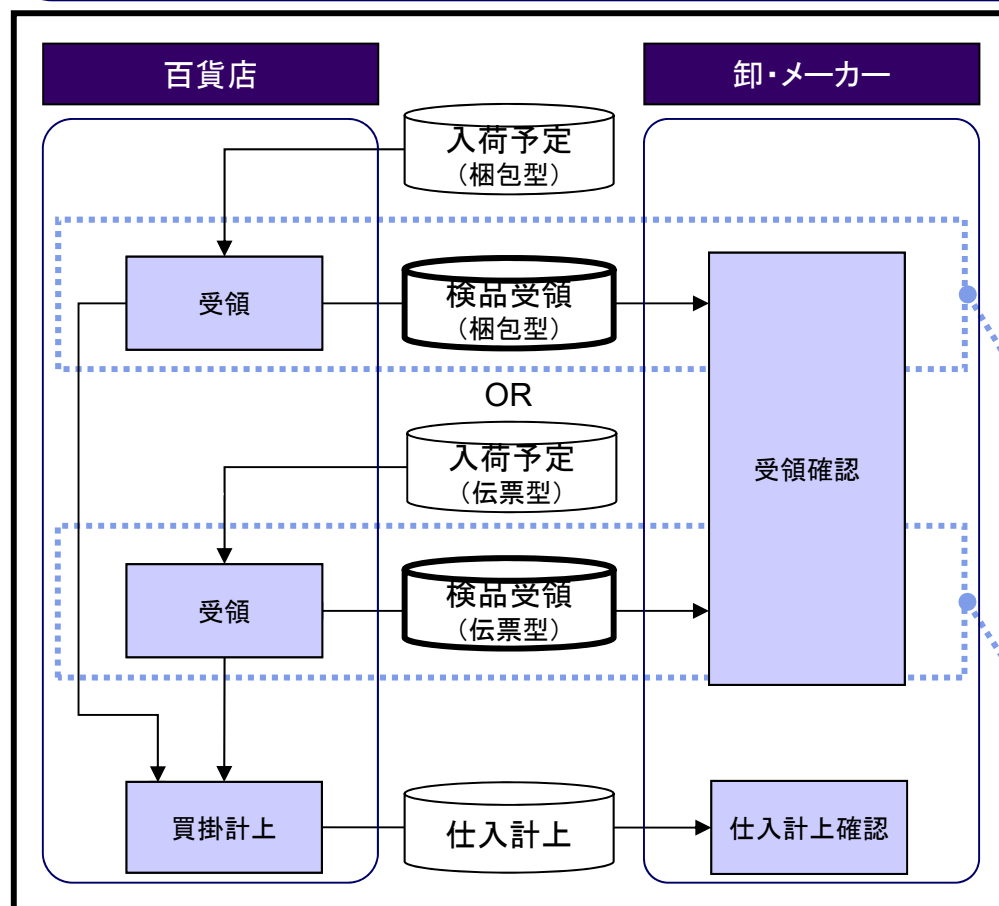 百貨店
卸・メーカー
入荷予定
（梱包型）
受領
検品受領
（梱包型）
OR
入荷予定
（伝票型）
受領確認
受領
検品受領
（伝票型）
買掛計上
仕入計上
仕入計上確認